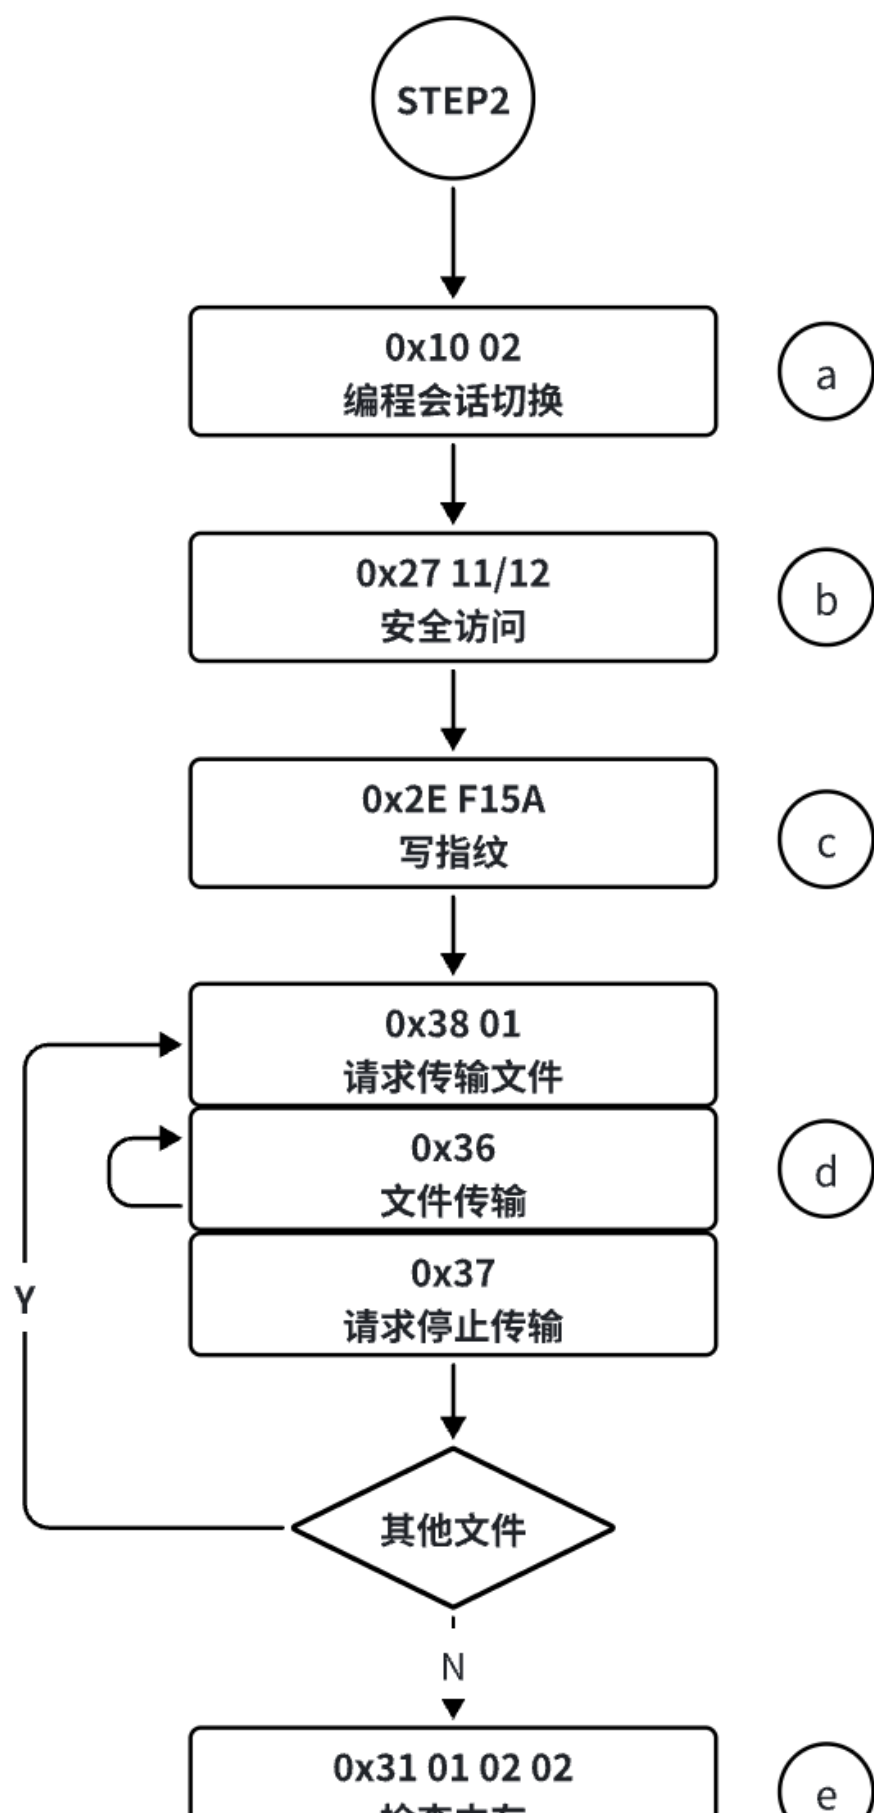 STEP2
0x10 02
编程会话切换
a
0x27 11/12
安全访问
b
0x2E F15A
写指纹
c
0x38 01
请求传输文件
0x36
文件传输
d
0x37
请求停止传输
Y
其他文件
N
0x31 01 02 02
e